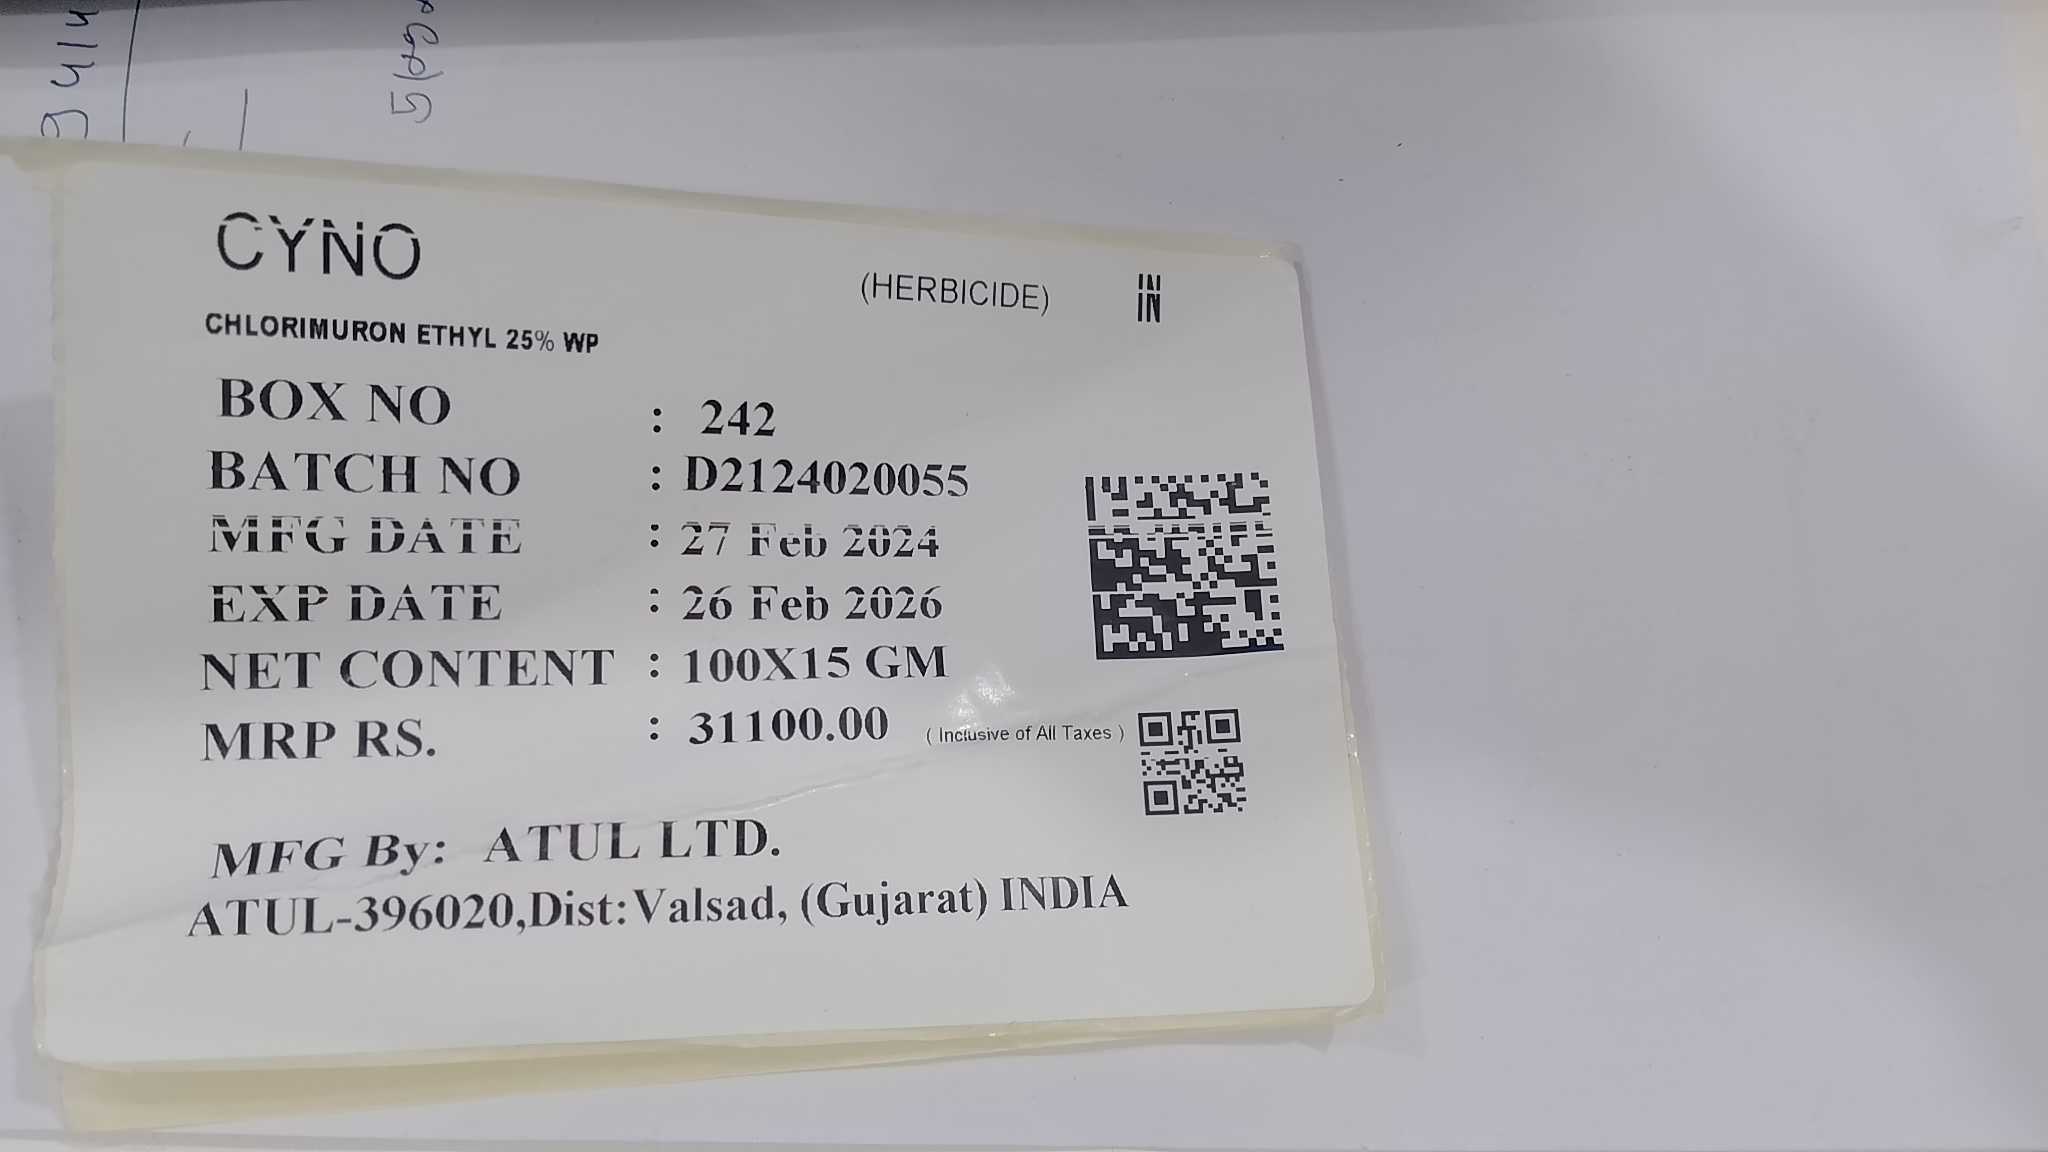 CYNO
(HERBICIDE) IN
CHLORIMURON ETHYL 25% WP
BOX NO : 242
BATCH NO : D2124020055
MFG DATE : 27 Feb 2024
EXP DATE : 26 Feb 2026
NET CONTENT : 100X15 GM
MRP RS. : 31100.00 ( Inclusive of All Taxes )
MFG By: ATUL LTD.
ATUL-396020,Dist:Valsad, (Gujarat) INDIA